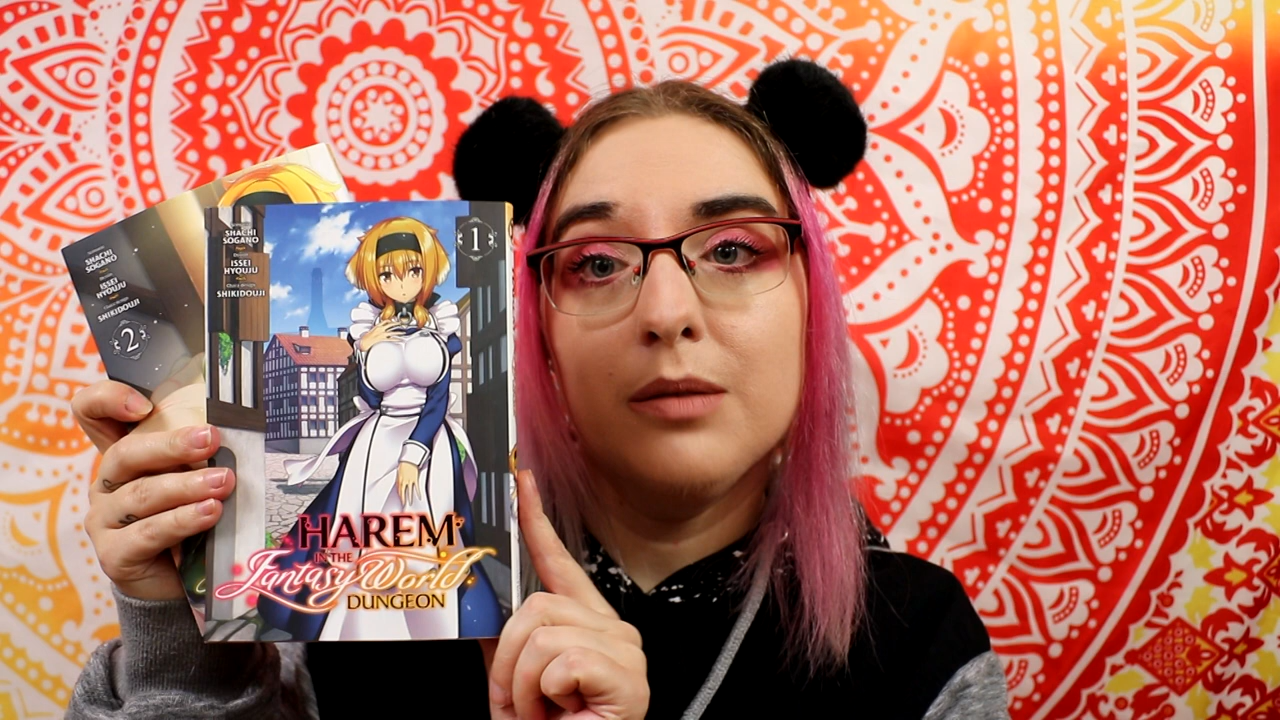 SHACHI
SOGANO
ISSEI
HYOUJU
SHIKIDOUJI
1
HAREM
IN THE
Fantasy World
DUNGEON
SHACHI
SOGANO
ISSEI
HYOUJU
SHIKIDOUJI
2